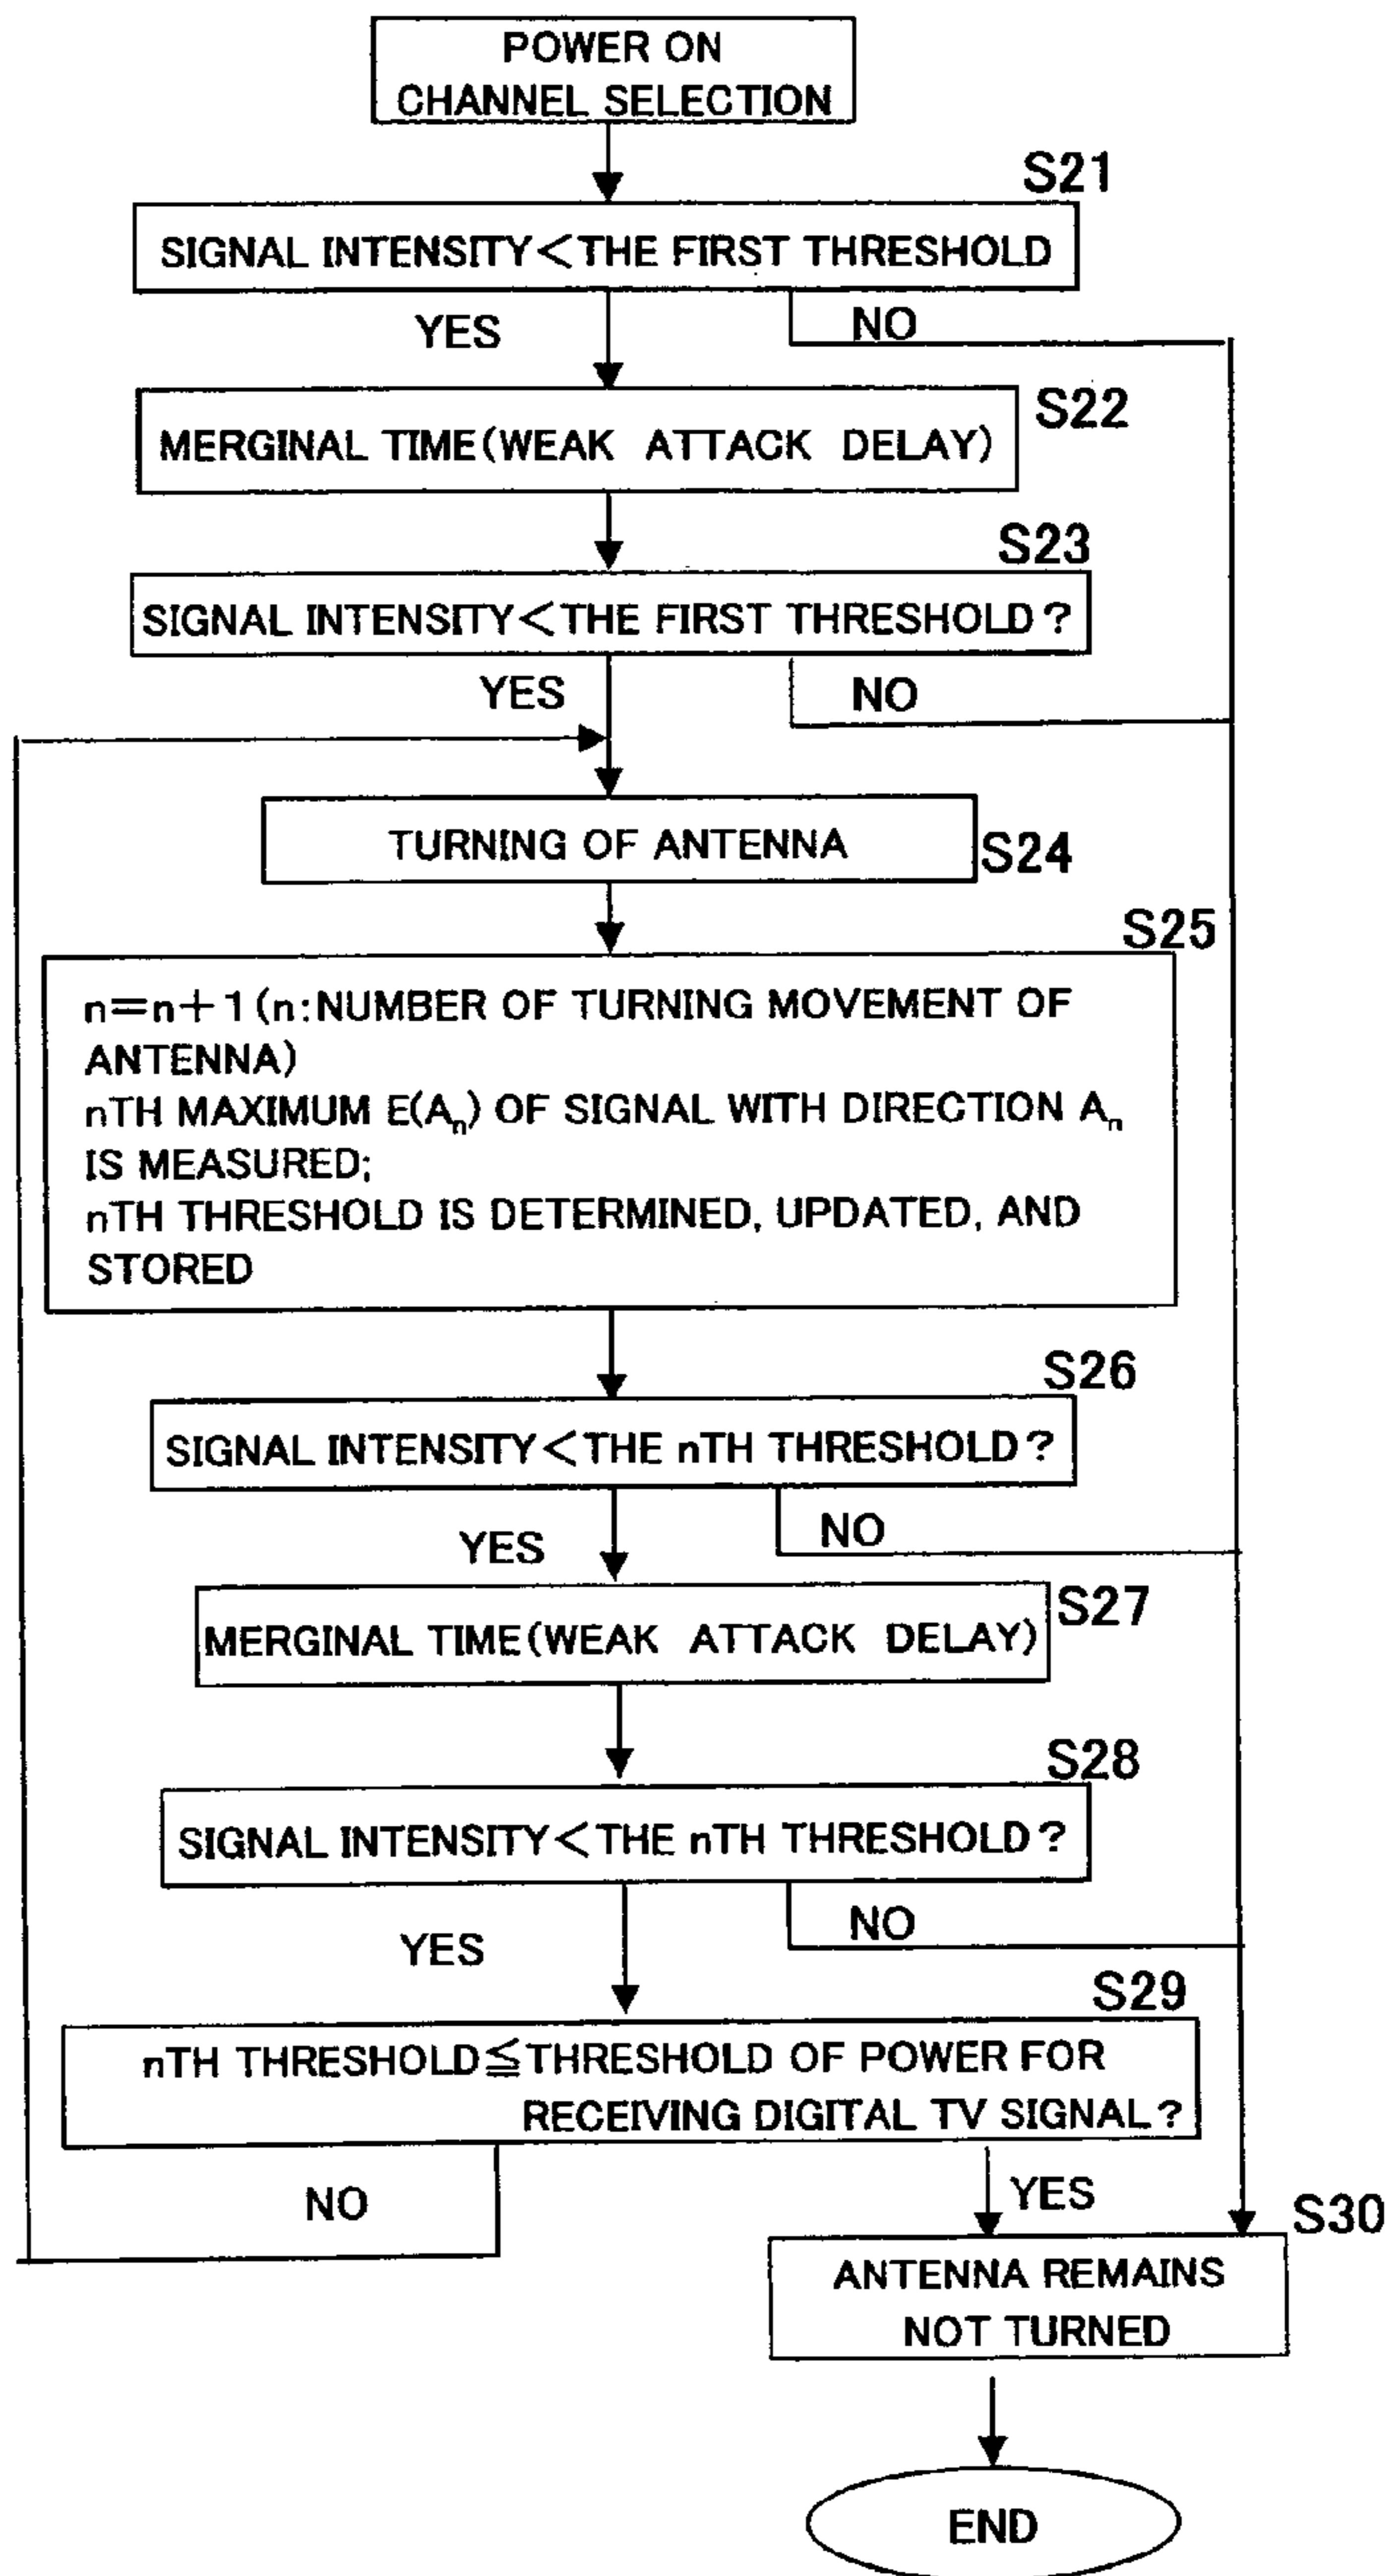 POWER ON
CHANNEL SELECTION
S21
SIGNAL INTENSITY<THE FIRST THRESHOLD
YES
NO
S22
MERGINAL TIME(WEAK ATTACK DELAY)
S23
SIGNAL INTENSITY<THE FIRST THRESHOLD?
YES
NO
TURNING OF ANTENNA
S24
S25
n=n+1(n:NUMBER OF TURNING MOVEMENT OF
ANTENNA)
nTH MAXIMUM E(An) OF SIGNAL WITH DIRECTION An
IS MEASURED;
nTH THRESHOLD IS DETERMINED, UPDATED, AND
STORED
S26
SIGNAL INTENSITY<THE nTH THRESHOLD?
YES
NO
S27
MERGINAL TIME(WEAK ATTACK DELAY)
S28
SIGNAL INTENSITY<THE nTH THRESHOLD?
YES
NO
S29
nTH THRESHOLD≦THRESHOLD OF POWER FOR
RECEIVING DIGITAL TV SIGNAL?
NO
YES
S30
ANTENNA REMAINS
NOT TURNED
END